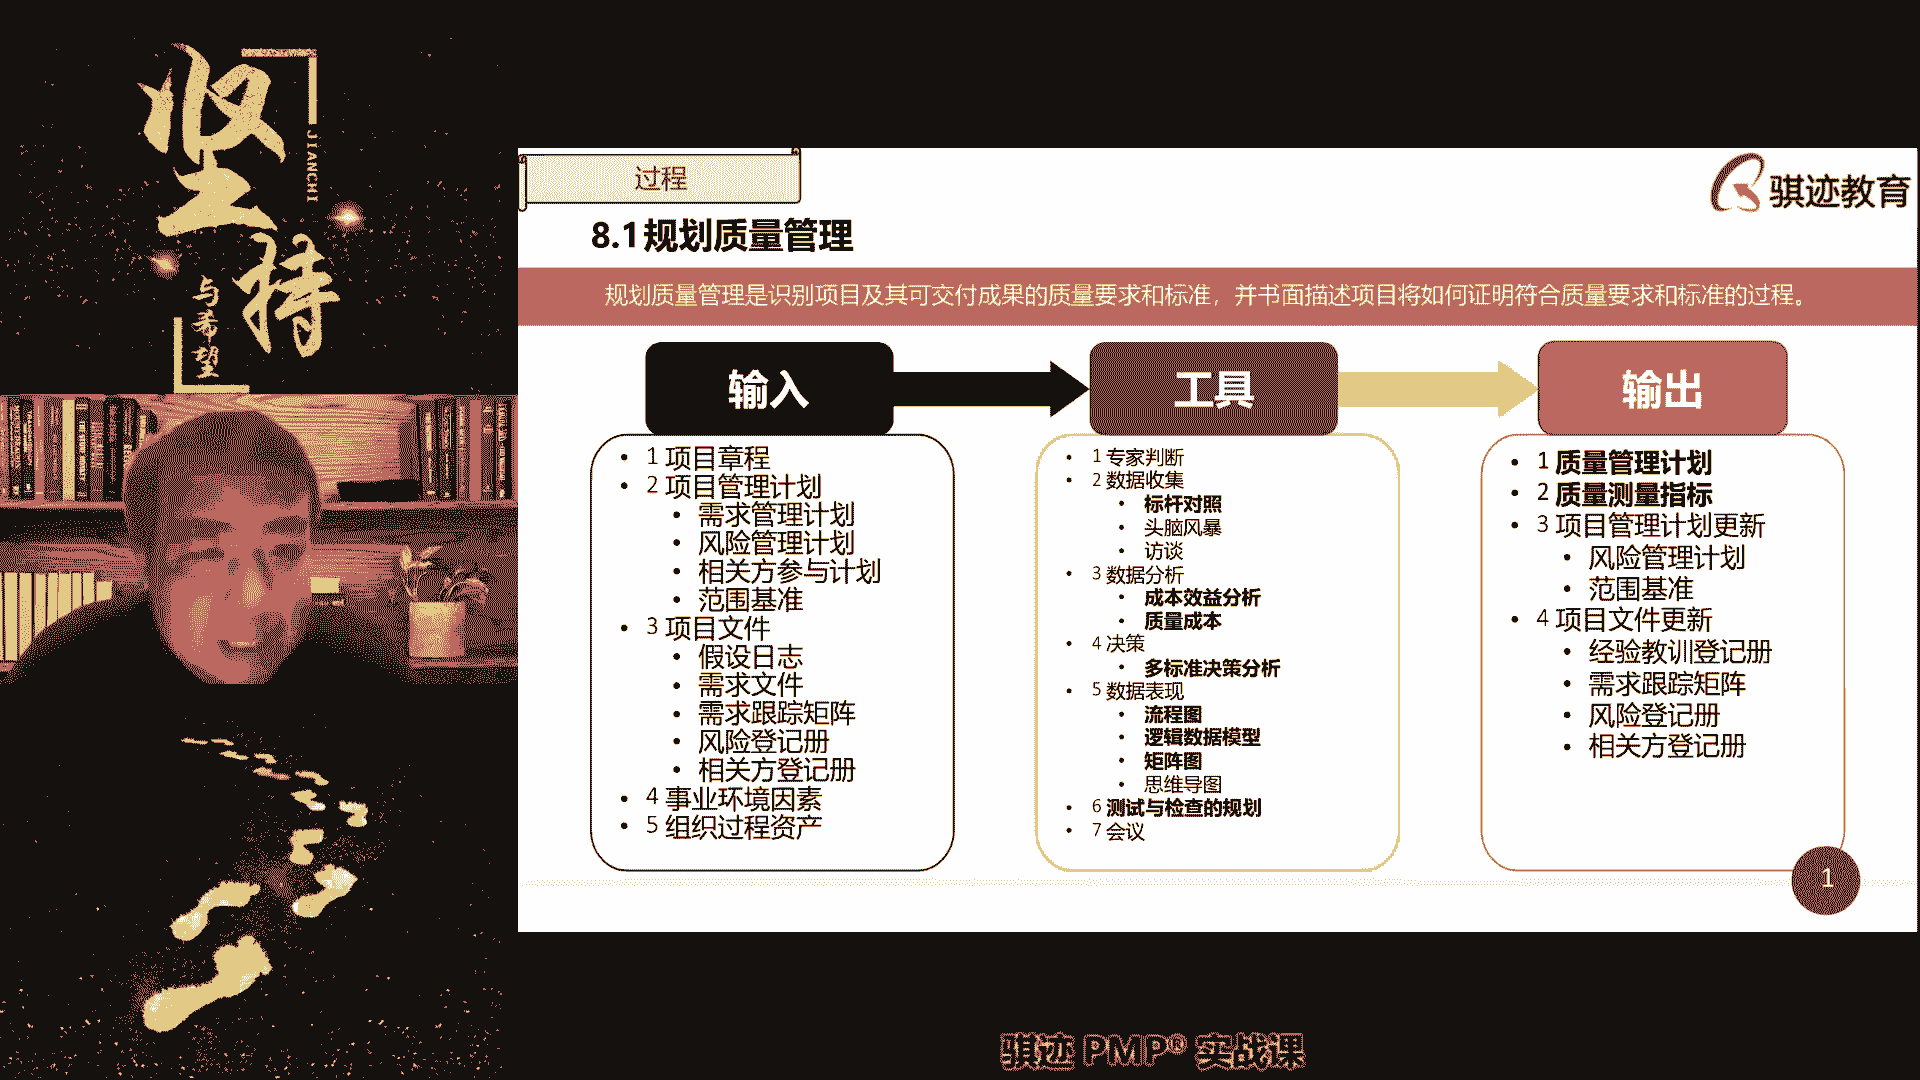 坚持
JIANCHI
与希望
过程
骐迹教育
8.1规划质量管理
规划质量管理是识别项目及其可交付成果的质量要求和标准，并书面描述项目将如何证明符合质量要求和标准的过程。
输入
• 1 项目章程
• 2 项目管理计划
• 需求管理计划
• 风险管理计划
• 相关方参与计划
• 范围基准
• 3 项目文件
• 假设日志
• 需求文件
• 需求跟踪矩阵
• 风险登记册
• 相关方登记册
• 4 事业环境因素
• 5 组织过程资产
工具
• 1 专家判断
• 2 数据收集
• 标杆对照
• 头脑风暴
• 访谈
• 3 数据分析
• 成本效益分析
• 质量成本
• 4 决策
• 多标准决策分析
• 5 数据表现
• 流程图
• 逻辑数据模型
• 矩阵图
• 思维导图
• 6 测试与检查的规划
• 7 会议
输出
• 1 质量管理计划
• 2 质量测量指标
• 3 项目管理计划更新
• 风险管理计划
• 范围基准
• 4 项目文件更新
• 经验教训登记册
• 需求跟踪矩阵
• 风险登记册
• 相关方登记册
1
骐迹 PMP® 实战课